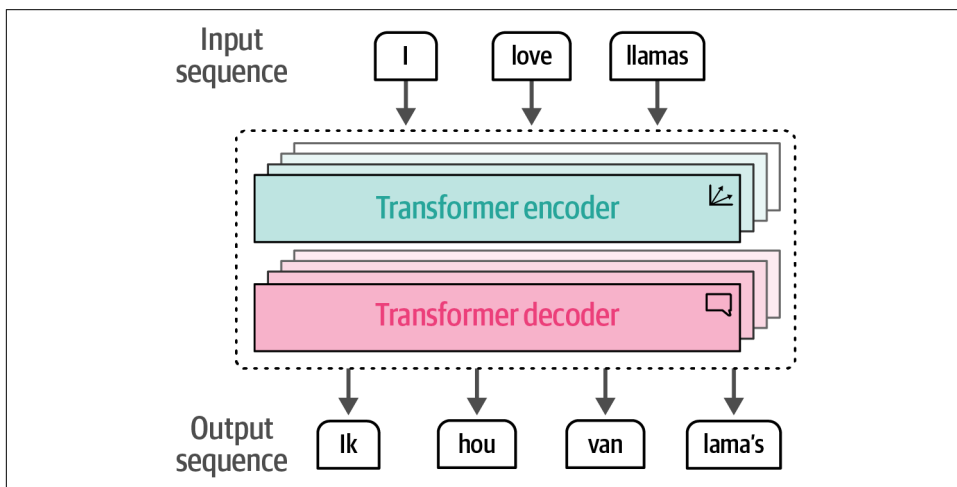 Input
sequence
I
love
llamas
Transformer encoder
Transformer decoder
Output
sequence
Ik
hou
van
lama's